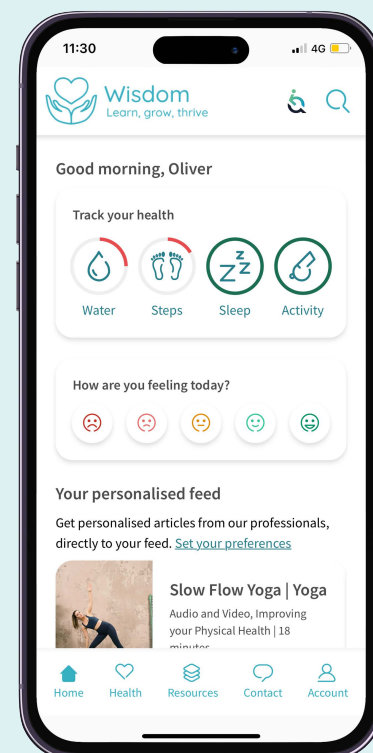 11:30
4G
Wisdom
Learn, grow, thrive
Good morning, Oliver
Track your health
Water Steps Sleep Activity
How are you feeling today?
Your personalised feed
Get personalised articles from our professionals,
directly to your feed. Set your preferences
Slow Flow Yoga | Yoga
Audio and Video, Improving
your Physical Health | 18
minutes
Home Health Resources Contact Account